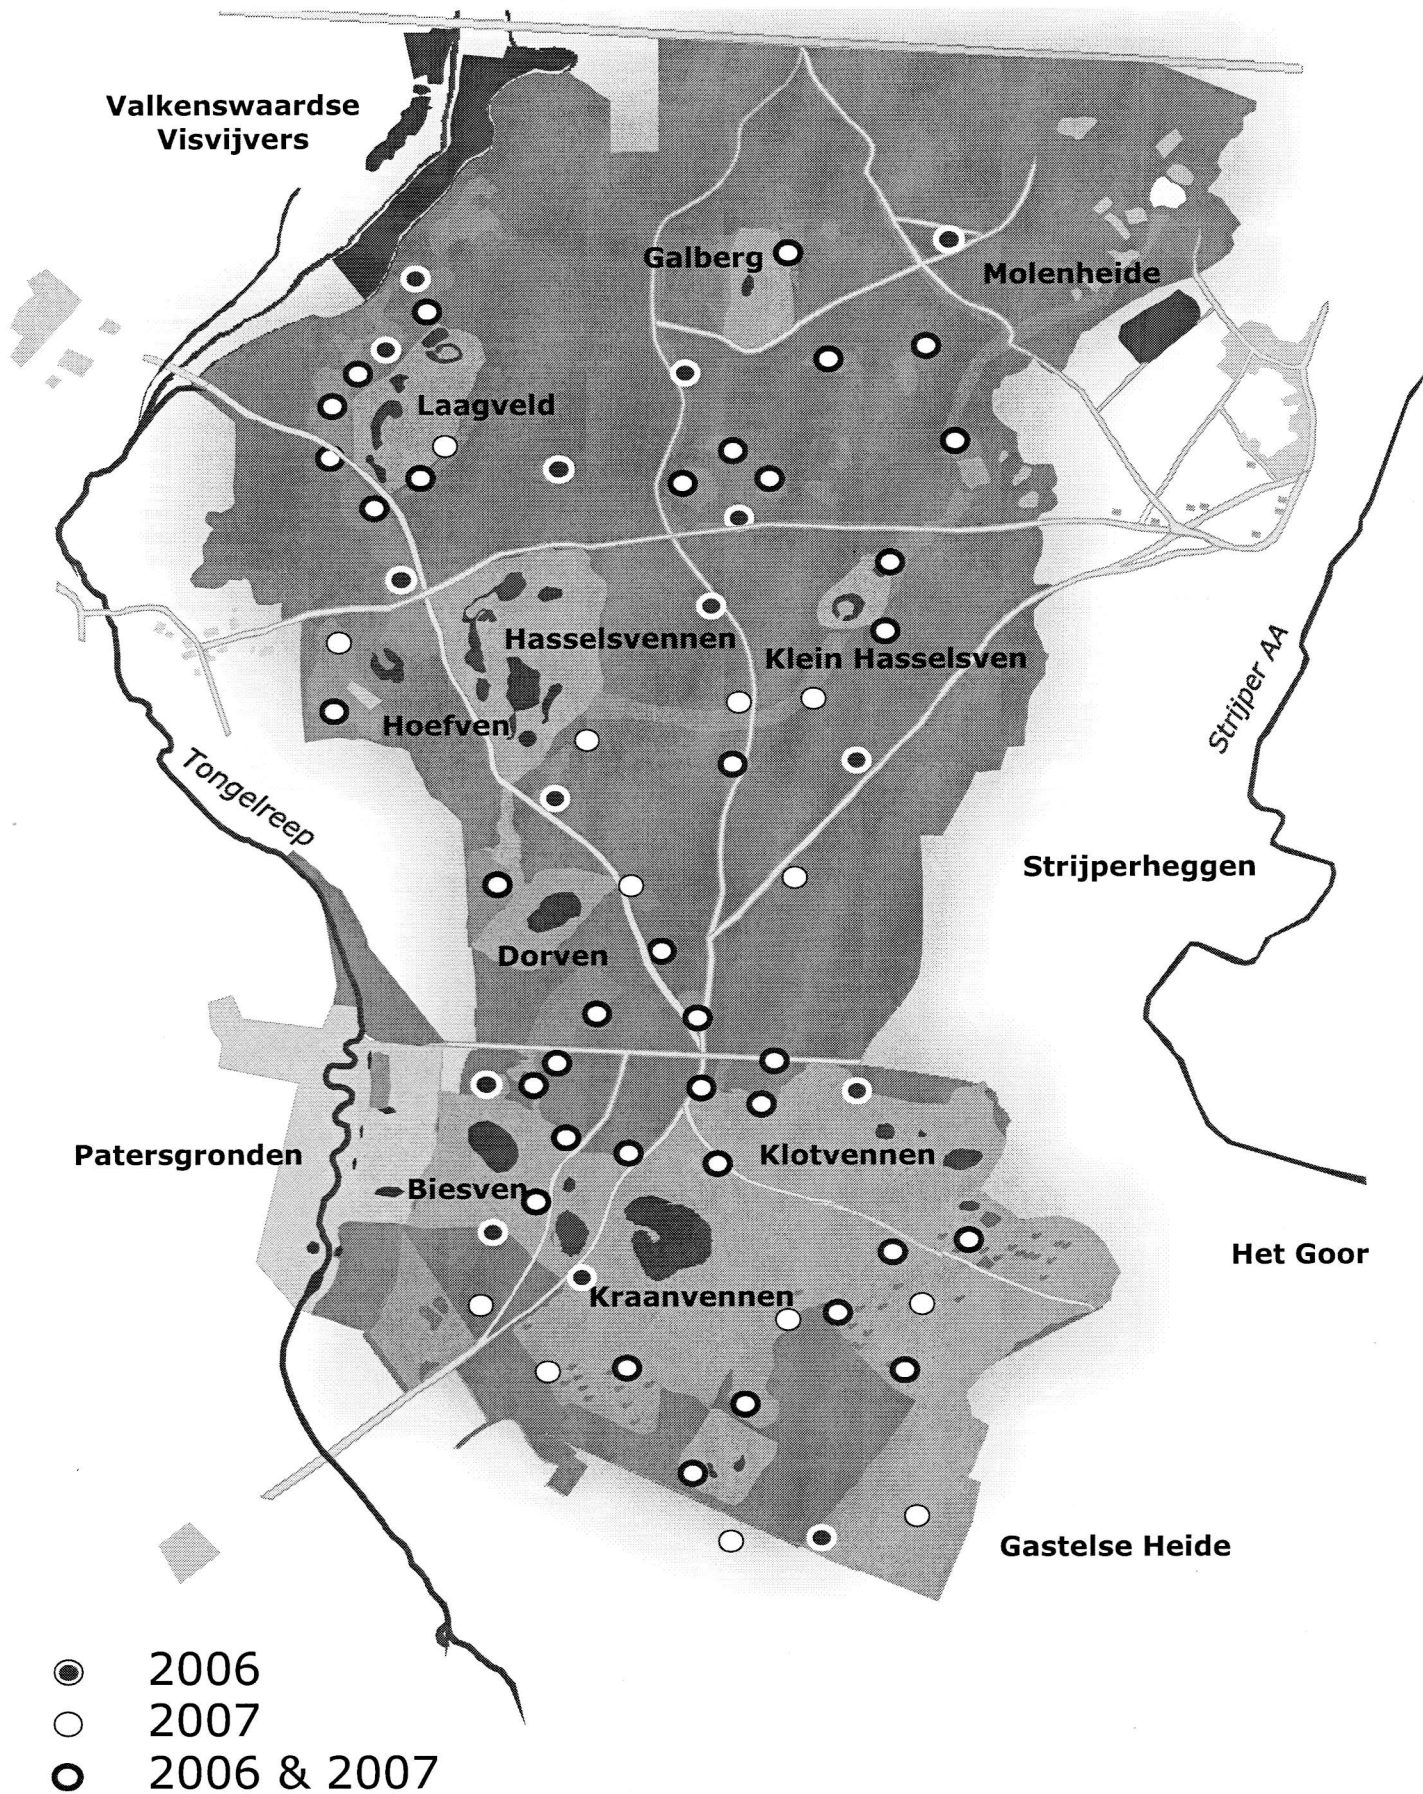 Valkenswaardse
Visvijvers
Galberg
Molenheide
Laagveld
Hasselsvennen
Klein Hasselsven
Hoefven
Strijper AA
Tongelreep
Strijperheggen
Dorven
Patersgronden
Klotvennen
Biesven
Het Goor
Kraanvennen
Gastelse Heide
2006
2007
2006 & 2007